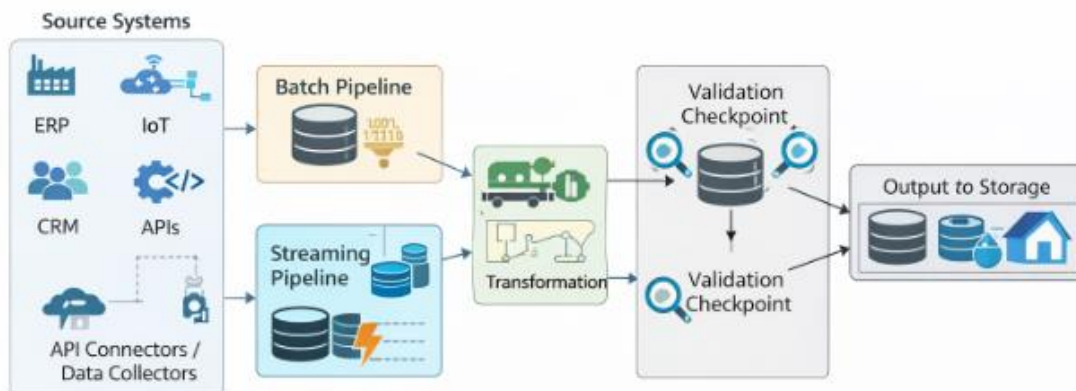 Source Systems
ERP
IoT
CRM
APIs
API Connectors /
Data Collectors
Batch Pipeline
Streaming
Pipeline
Transformation
Validation
Checkpoint
Validation
Checkpoint
Output to Storage